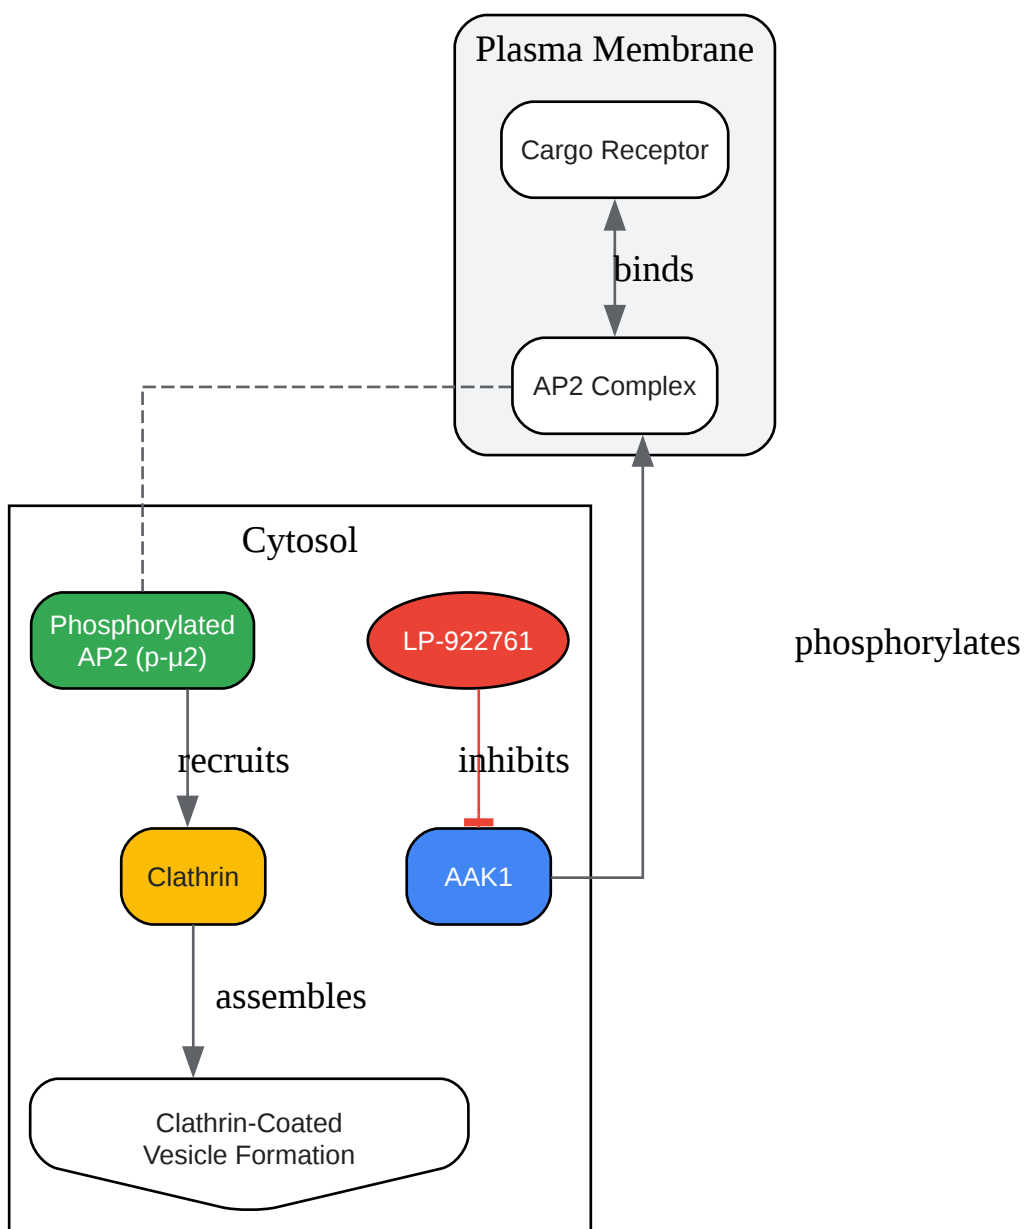 Plasma Membrane
Cargo Receptor
binds
AP2 Complex
Cytosol
Phosphorylated
AP2 (p-μ2)
LP-922761
phosphorylates
recruits
inhibits
Clathrin
AAK1
assembles
Clathrin-Coated
Vesicle Formation